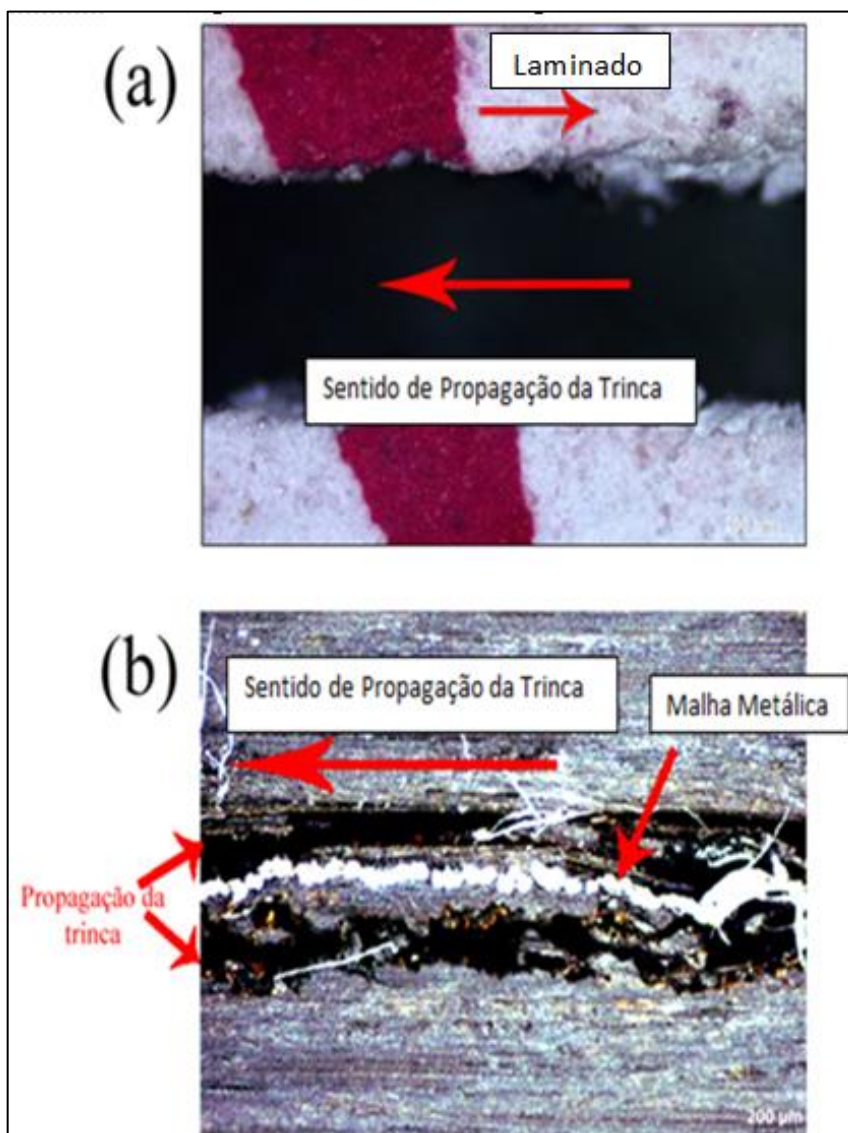 (a)
Laminado
Sentido de Propagação da Trinca
(b)
Sentido de Propagação da Trinca
Malha Metálica
Propagação da
trinca
200 µm